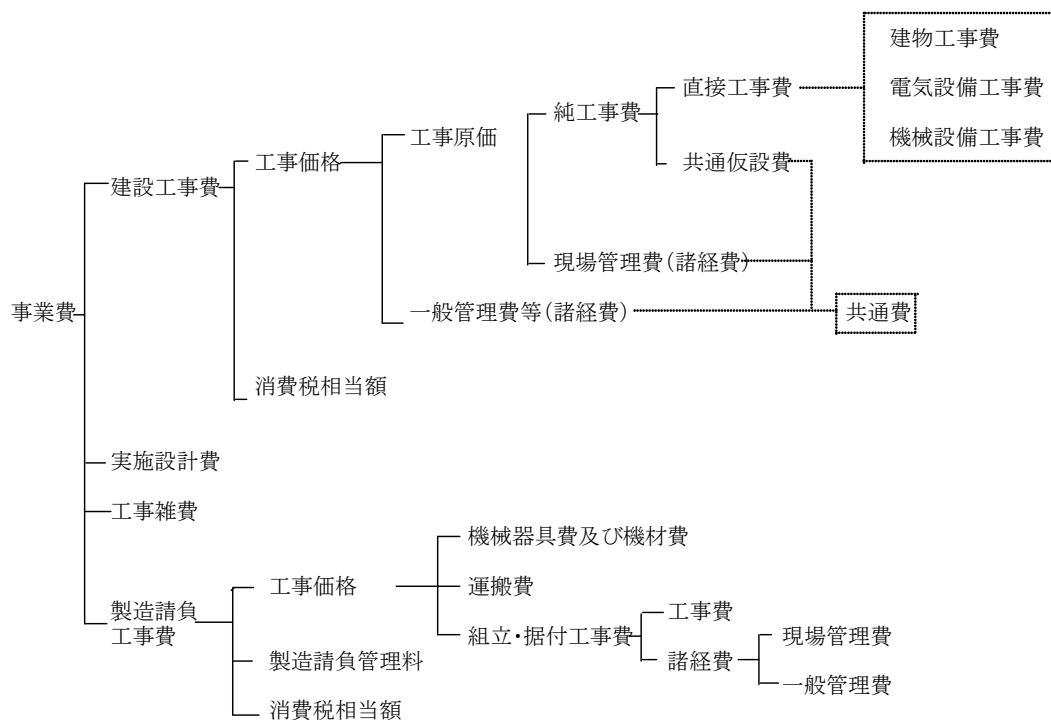 建物工事費
直接工事費
電気設備工事費
純工事費
工事原価
機械設備工事費
工事価格
共通仮設費
建設工事費
現場管理費(諸経費)
事業費
一般管理費等(諸経費)
共通費
消費税相当額
実施設計費
工事雑費
機械器具費及び機材費
工事価格
運搬費
製造請負
工事費
組立・据付工事費
工事費
現場管理費
製造請負管理料
諸経費
一般管理費
消費税相当額